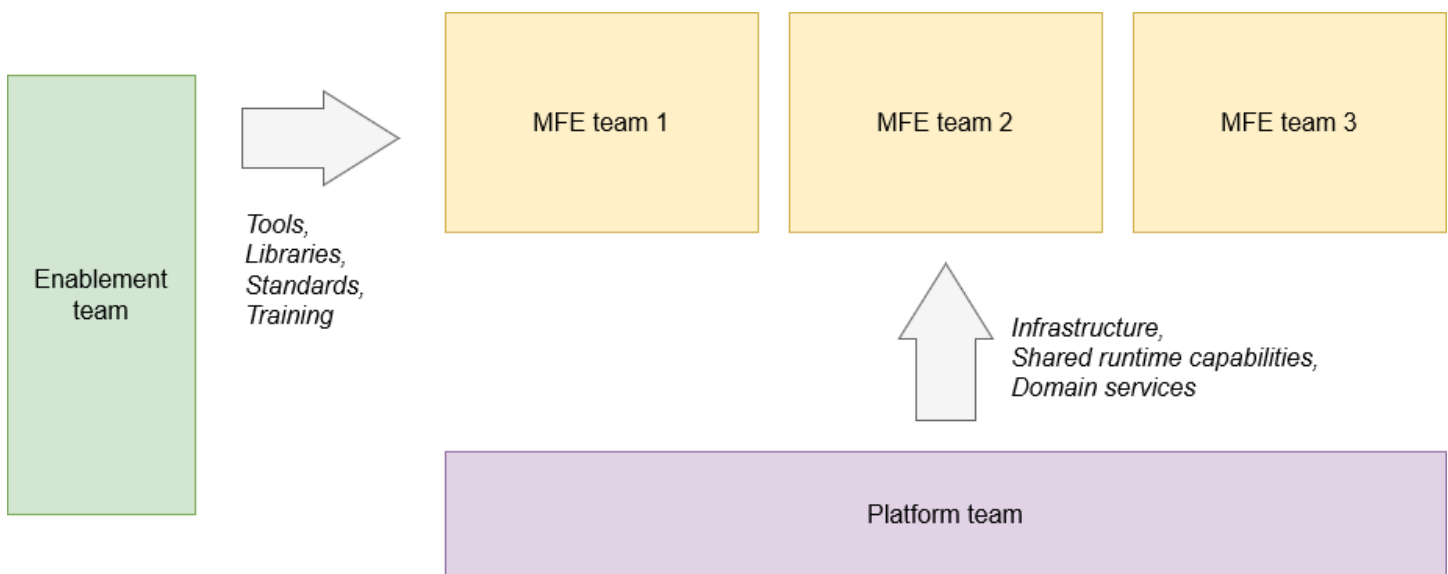 MFE team 1
MFE team 2
MFE team 3
Enablement
team
Tools,
Libraries,
Standards,
Training
Infrastructure,
Shared runtime capabilities,
Domain services
Platform team